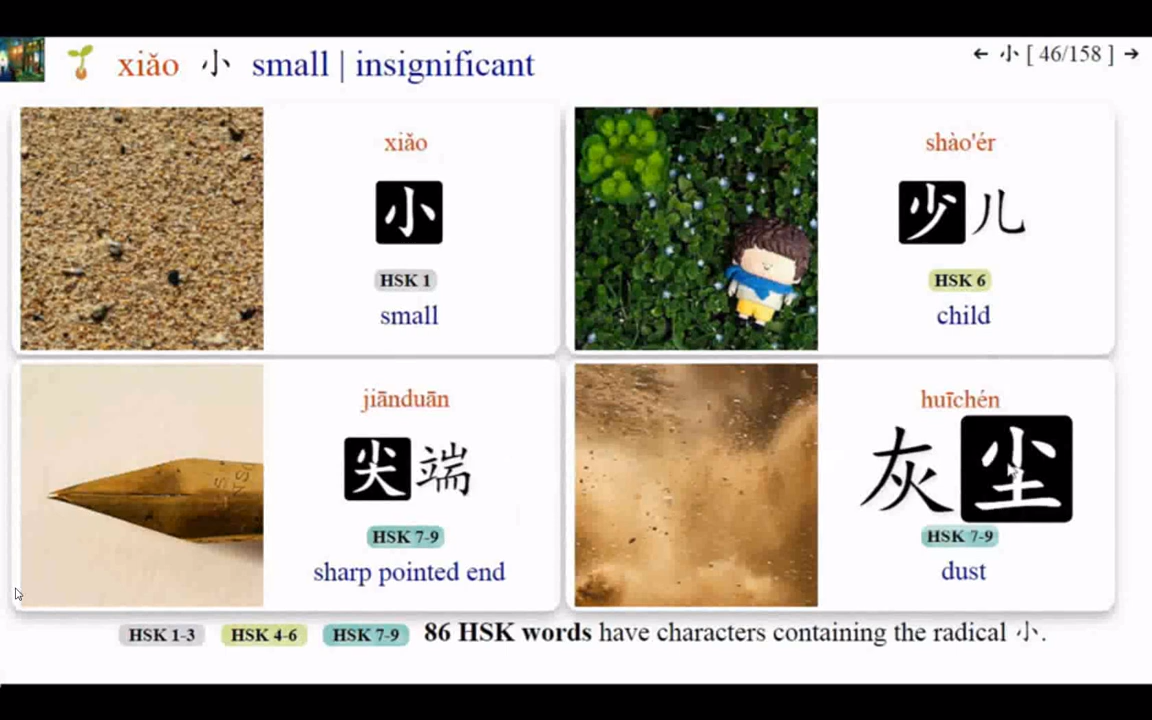 xiǎo 小 small | insignificant
← 小 [ 46/158 ] →
xiǎo
小
HSK 1
small
shào'ér
少儿
HSK 6
child
jiānduān
尖端
HSK 7-9
sharp pointed end
huīchén
灰尘
HSK 7-9
dust
HSK 1-3 HSK 4-6 HSK 7-9 86 HSK words have characters containing the radical 小.